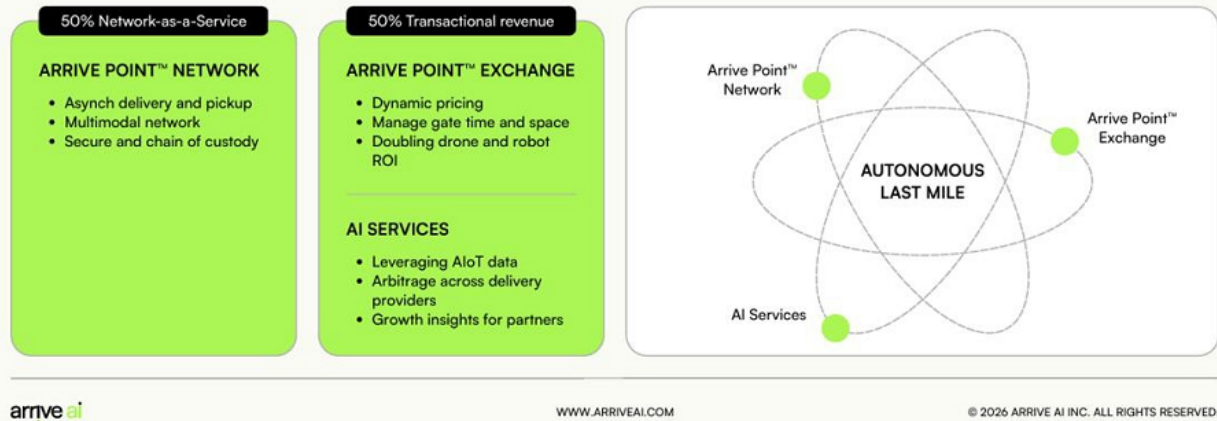 50% Network-as-a-Service
ARRIVE POINT™ NETWORK
• Asynch delivery and pickup
• Multimodal network
• Secure and chain of custody
50% Transactional revenue
ARRIVE POINT™ EXCHANGE
• Dynamic pricing
• Manage gate time and space
• Doubling drone and robot
ROI
AI SERVICES
• Leveraging AIoT data
• Arbitrage across delivery
providers
• Growth insights for partners
Arrive Point™
Network
Arrive Point™
Exchange
AUTONOMOUS
LAST MILE
AI Services
arrive ai
WWW.ARRIVEAI.COM
© 2026 ARRIVE AI INC. ALL RIGHTS RESERVED